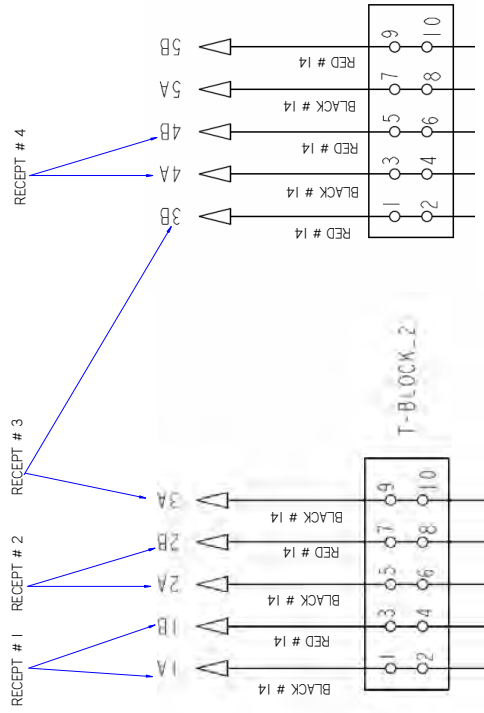 RECEPT # 4
5B
5A
4B
4A
3B
RED # 14
BLACK # 14
RED # 14
BLACK # 14
RED # 14
9 10
7 8
5 6
3 4
1 2
RECEPT # 3
RECEPT # 2
RECEPT # 1
3A
2B
2A
1B
1A
BLACK # 14
RED # 14
BLACK # 14
RED # 14
BLACK # 14
T-BLOCK_2
9 10
7 8
5 6
3 4
1 2